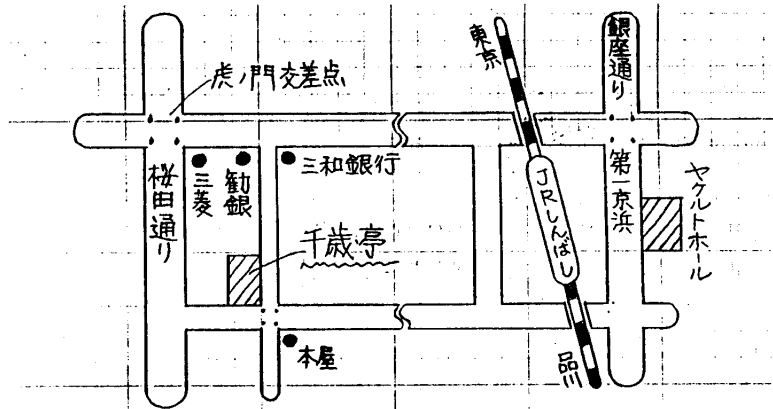 東京
銀座通り
虎ノ門交差点
桜田通り
三菱
勧銀
三和銀行
JRしんばし
第一京浜
ヤクルトホール
千歳亭
本屋
品川